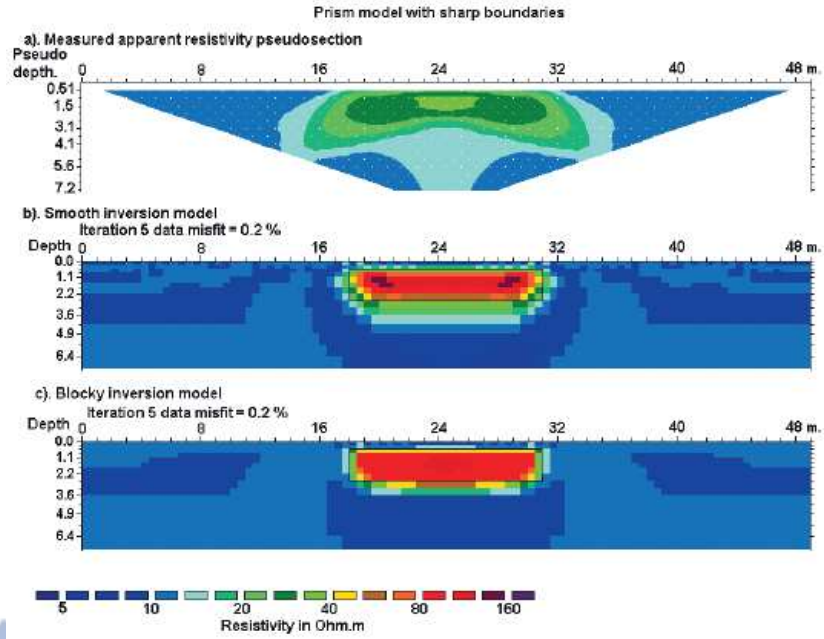 Prism model with sharp boundaries
a). Measured apparent resistivity pseudosection
Pseudo
depth. 0 8 16 24 32 40 48 m.
0.51
1.5
3.1
4.1
5.6
7.2
b). Smooth inversion model
Iteration 5 data misfit = 0.2 %
Depth 0 8 16 24 32 40 48 m.
0.0
1.1
2.2
3.6
4.9
6.4
c). Blocky inversion model
Iteration 5 data misfit = 0.2 %
Depth 0 8 16 24 32 40 48 m.
0.0
1.1
2.2
3.6
4.9
6.4
5 10 20 40 80 160
Resistivity in Ohm.m